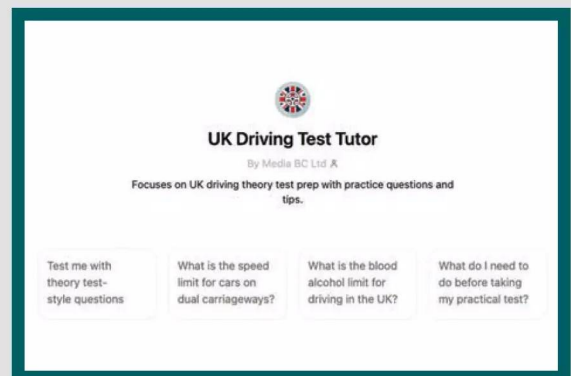 UK Driving Test Tutor
By Media BC Ltd
Focuses on UK driving theory test prep with practice questions and
tips.
Test me with
theory test-
style questions
What is the speed
limit for cars on
dual carriageways?
What is the blood
alcohol limit for
driving in the UK?
What do I need to
do before taking
my practical test?